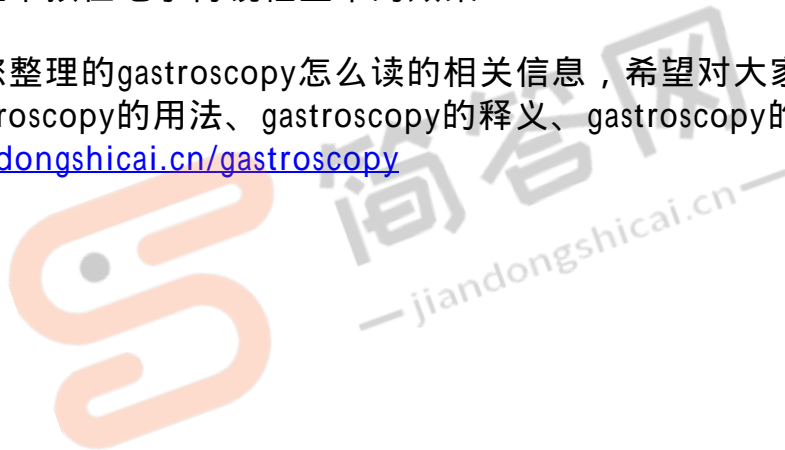 您整理的gastroscopy怎么读的相关信息，希望对大家
roscopy的用法、gastroscopy的释义、gastroscopy的
dongshicai.cn/gastroscopy
简答网
jiandongshicai.cn